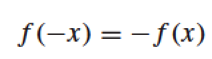 f(−x) = −f(x)